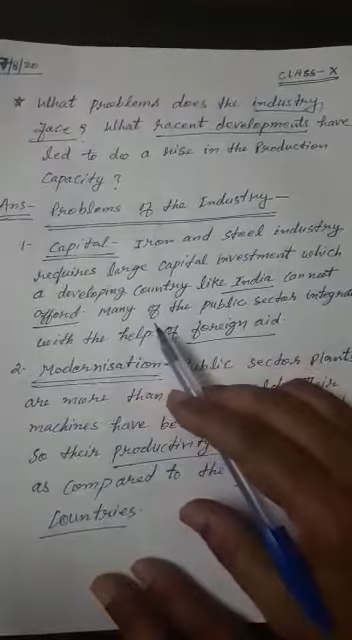 7/8/20
CLASS-X
* What problems does the industry
face & What recent developments have
led to do a rise in the Production
Capacity?
Ans- Problems of the Industry-
1- Capital- Iron and steel industry
requires large capital investment which
a developing country like India cannot
afford. Many of the public sector
with the help of foreign aid.
2- Modernisation- Public sector plants
are more than
machines have
So their productivity
as compared to the
Countries.